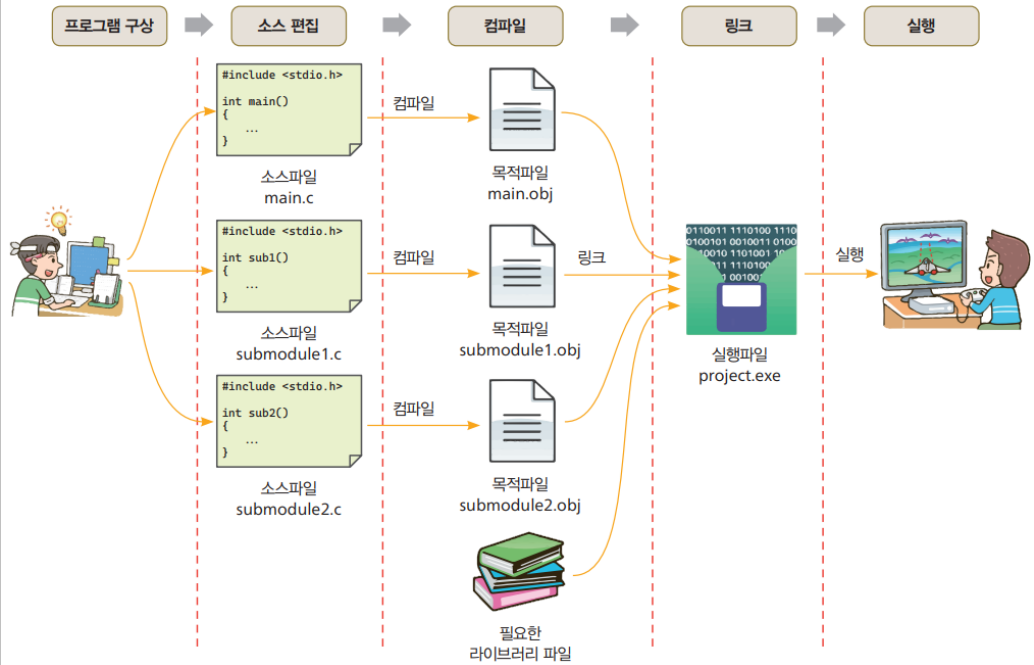 프로그램 구상
소스 편집
컴파일
링크
실행
#include <stdio.h>
int main()
{
...
}
소스파일
main.c
컴파일
목적파일
main.obj
#include <stdio.h>
int sub1()
{
...
}
소스파일
submodule1.c
컴파일
목적파일
submodule1.obj
링크
#include <stdio.h>
int sub2()
{
...
}
소스파일
submodule2.c
컴파일
목적파일
submodule2.obj
필요한
라이브러리 파일
0110011 1110100 1110
0100101 0010011 0100
10010 1101001 1
11 1110100
00100
실행파일
project.exe
실행